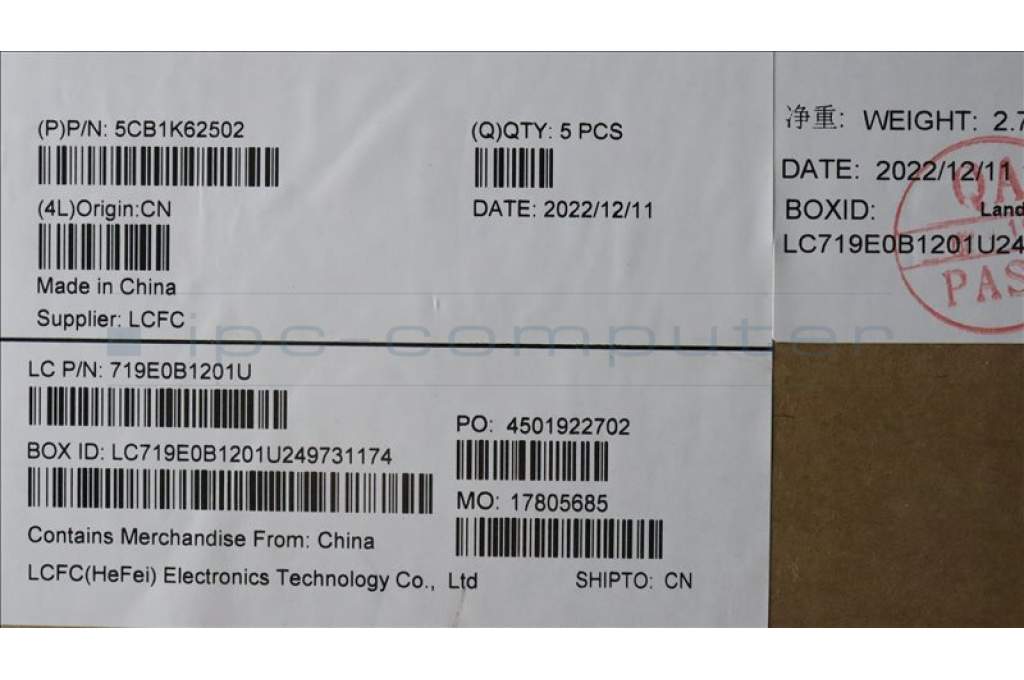 (P)P/N: 5CB1K62502
(Q)QTY: 5 PCS
(4L)Origin:CN
DATE: 2022/12/11
Made in China
Supplier: LCFC
LC P/N: 719E0B1201U
PO: 4501922702
BOX ID: LC719E0B1201U249731174
MO: 17805685
Contains Merchandise From: China
LCFC(HeFei) Electronics Technology Co., Ltd
SHIPTO: CN
净重: WEIGHT: 2.7
DATE: 2022/12/11
BOXID:
Land
LC719E0B1201U24
QA
PAS
ipc-computer